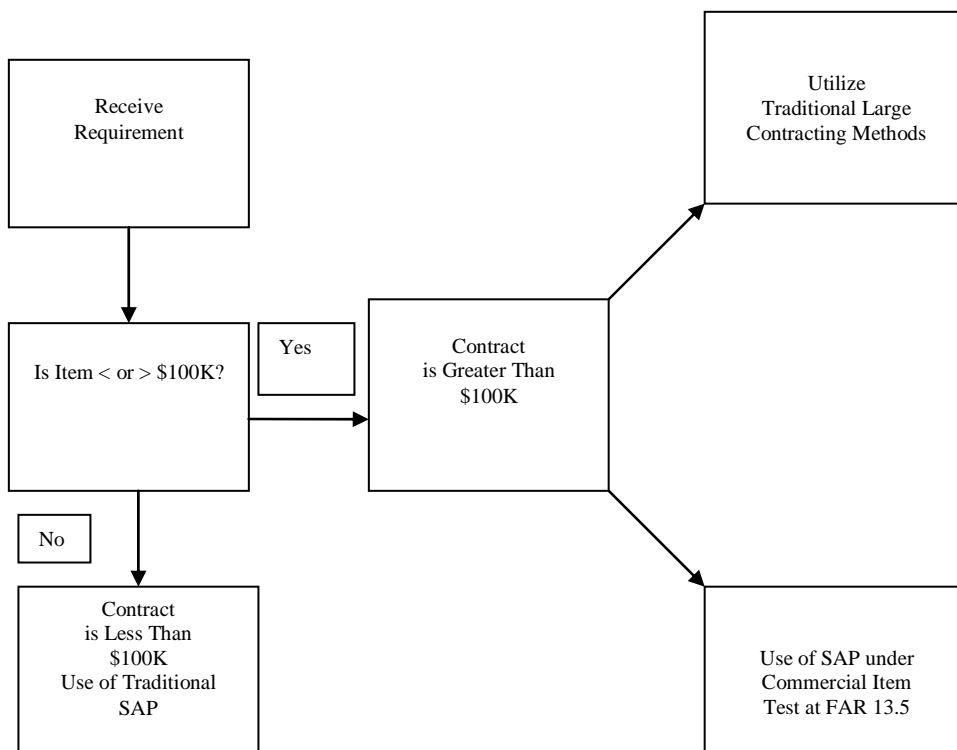 Receive
Requirement
Utilize
Traditional Large
Contracting Methods
Is Item < or > $100K?
Yes
Contract
is Greater Than
$100K
No
Contract
is Less Than
$100K
Use of Traditional
SAP
Use of SAP under
Commercial Item
Test at FAR 13.5